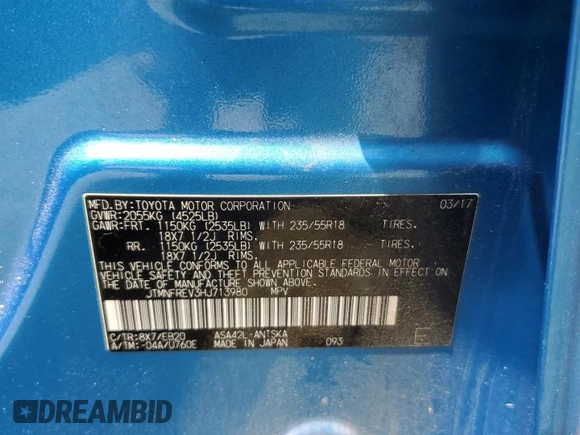 MFD.BY:TOYOTA MOTOR CORPORATION 03/17
GVWR:2055KG (4525LB)
GAWR:FRT. 1150KG (2535LB) WITH 235/55R18 TIRES.
18X7 1/2J RIMS.
RR. 1150KG (2535LB) WITH 235/55R18 TIRES.
18X7 1/2J RIMS.
THIS VEHICLE CONFORMS TO ALL APPLICABLE FEDERAL MOTOR
VEHICLE SAFETY AND THEFT PREVENTION STANDARDS IN EFFECT ON
THE DATE OF MANUFACTURE SHOWN ABOVE.
JTMNFREV3HJ713980 MPV
C/TR:8X7/EB20 ASA42L-ANTSKA
A/TM:-04A/U760E MADE IN JAPAN 093
DREAMBID